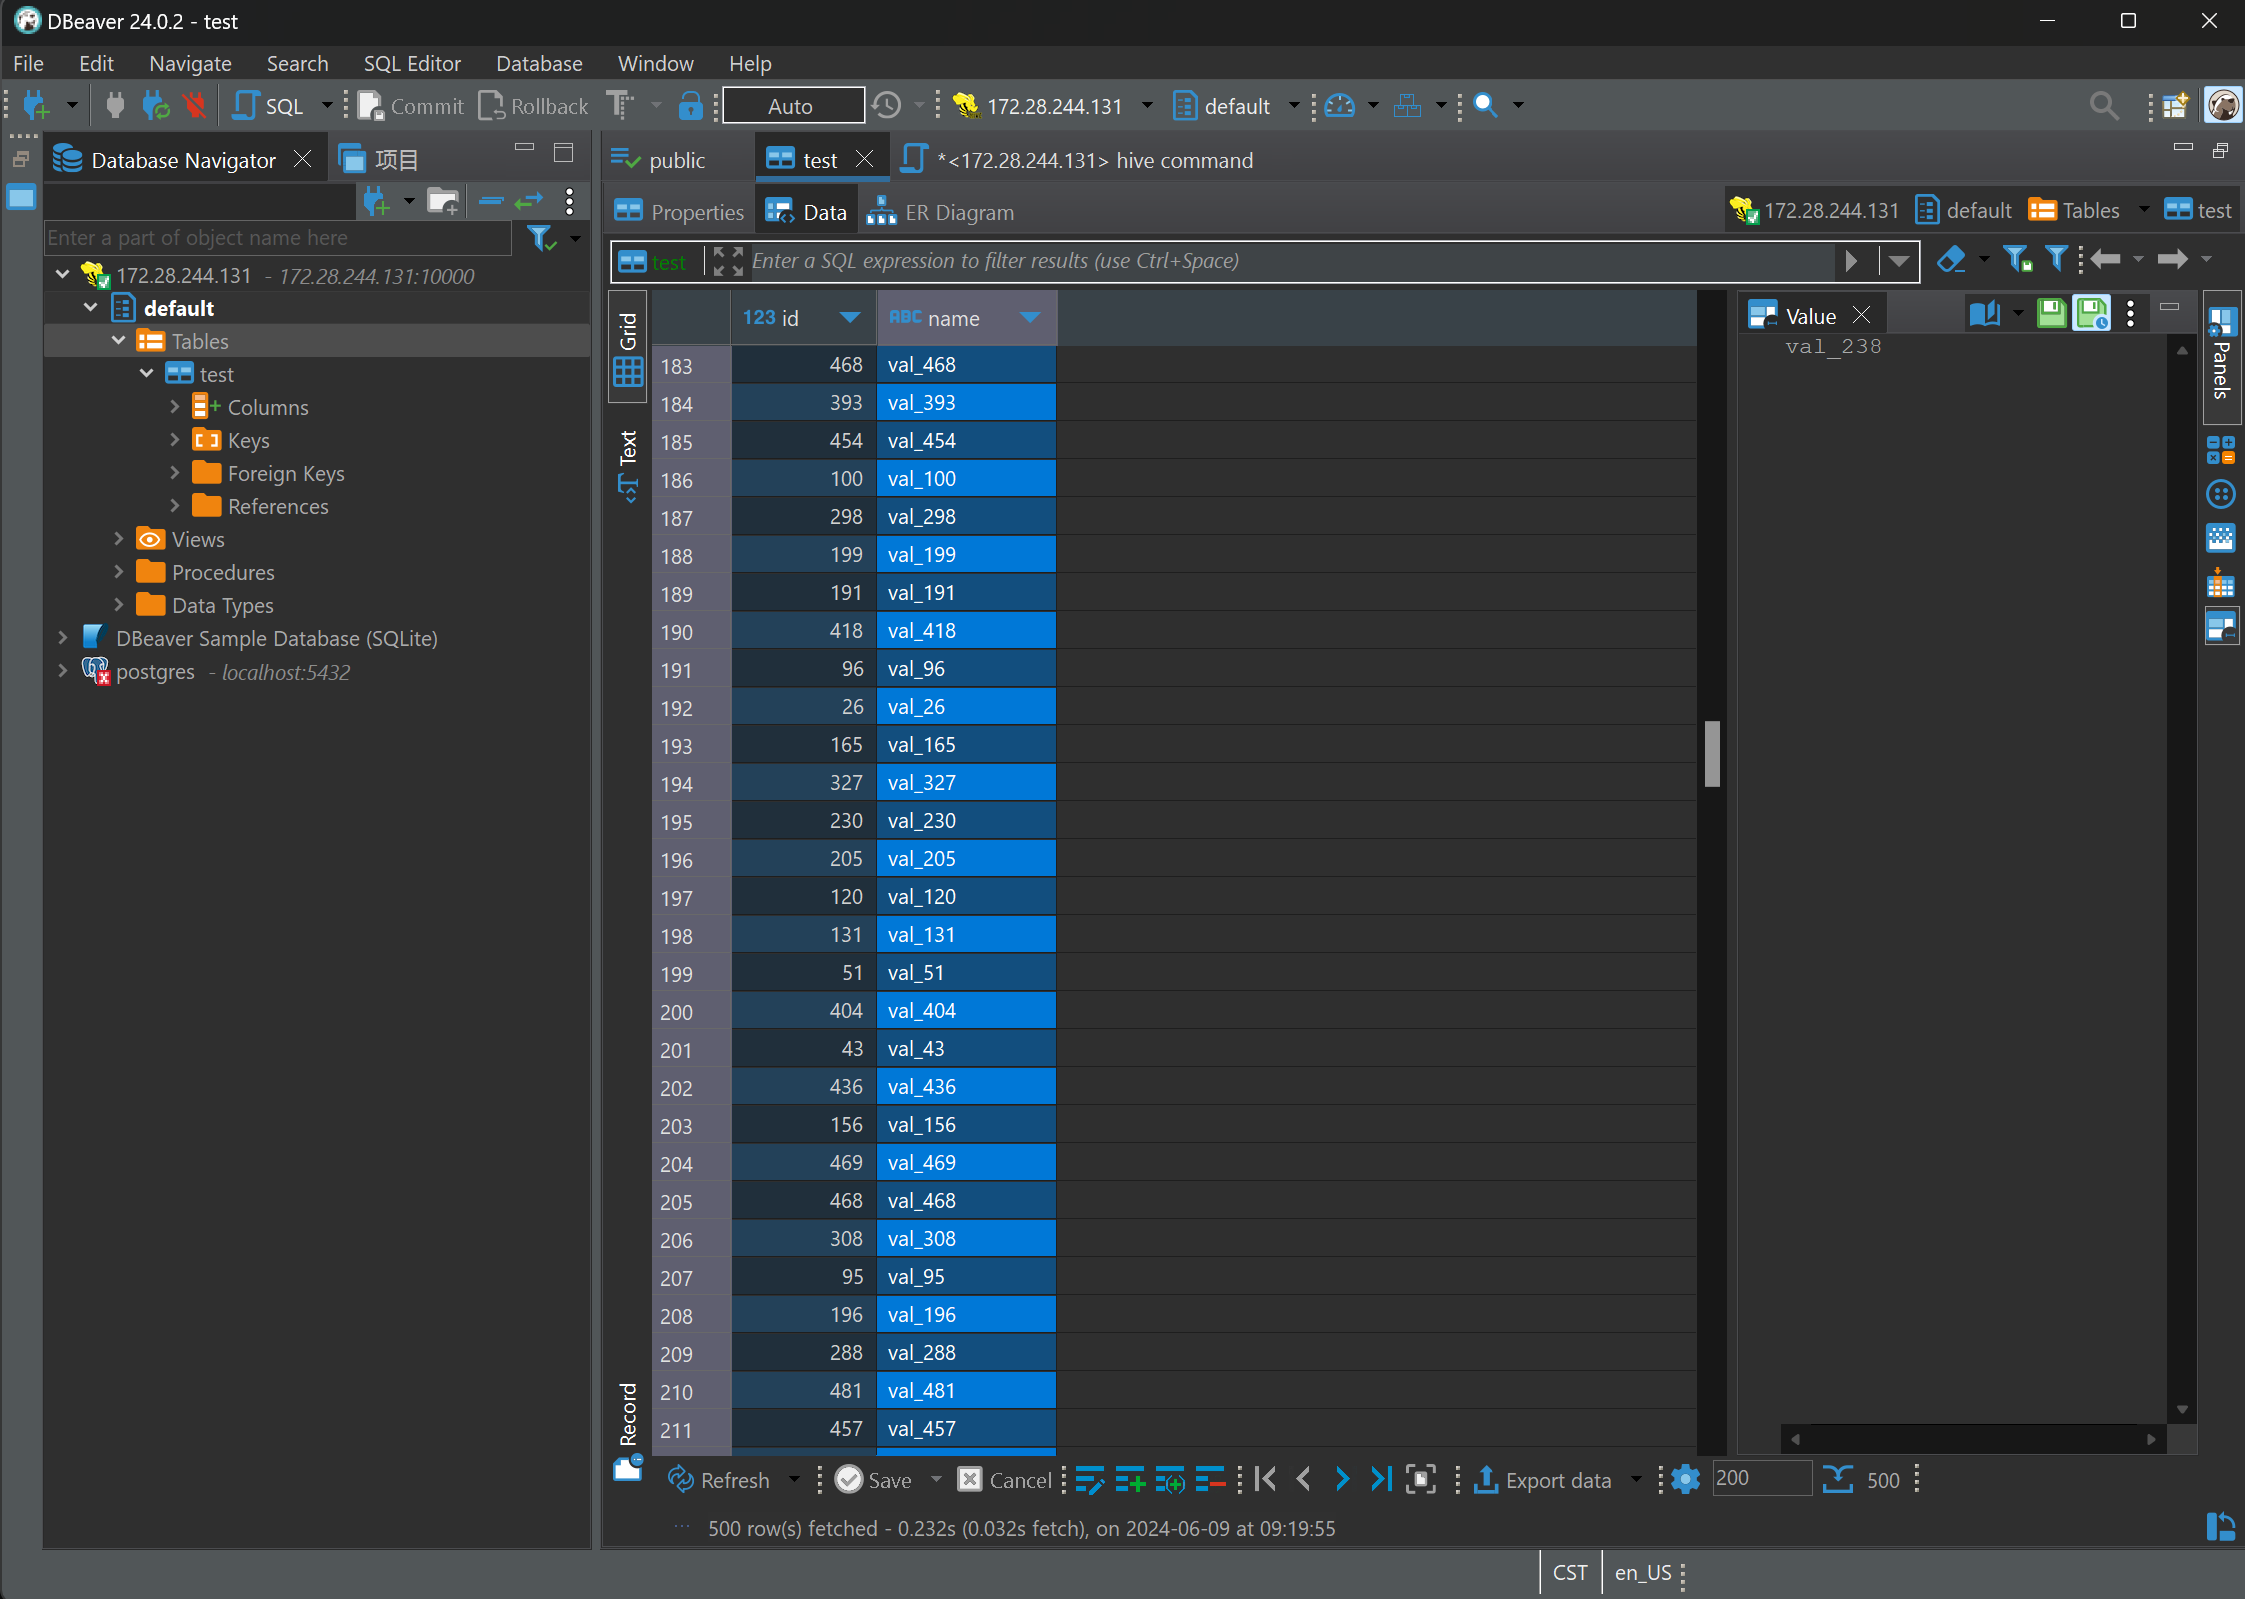 DBeaver 24.0.2 - test
File Edit Navigate Search SQL Editor Database Window Help
SQL Commit Rollback Auto 172.28.244.131 default
Database Navigator 项目
public test *<172.28.244.131> hive command
Properties Data ER Diagram 172.28.244.131 default Tables test
Enter a part of object name here
test Enter a SQL expression to filter results (use Ctrl+Space)
172.28.244.131 - 172.28.244.131:10000
default
Tables
test
Columns
Keys
Foreign Keys
References
Views
Procedures
Data Types
DBeaver Sample Database (SQLite)
postgres - localhost:5432
Grid
Text
Record
123 id ABC name
183 468 val_468
184 393 val_393
185 454 val_454
186 100 val_100
187 298 val_298
188 199 val_199
189 191 val_191
190 418 val_418
191 96 val_96
192 26 val_26
193 165 val_165
194 327 val_327
195 230 val_230
196 205 val_205
197 120 val_120
198 131 val_131
199 51 val_51
200 404 val_404
201 43 val_43
202 436 val_436
203 156 val_156
204 469 val_469
205 468 val_468
206 308 val_308
207 95 val_95
208 196 val_196
209 288 val_288
210 481 val_481
211 457 val_457
Value
val_238
Panels
Refresh Save Cancel Export data 200 500
500 row(s) fetched - 0.232s (0.032s fetch), on 2024-06-09 at 09:19:55
CST en_US